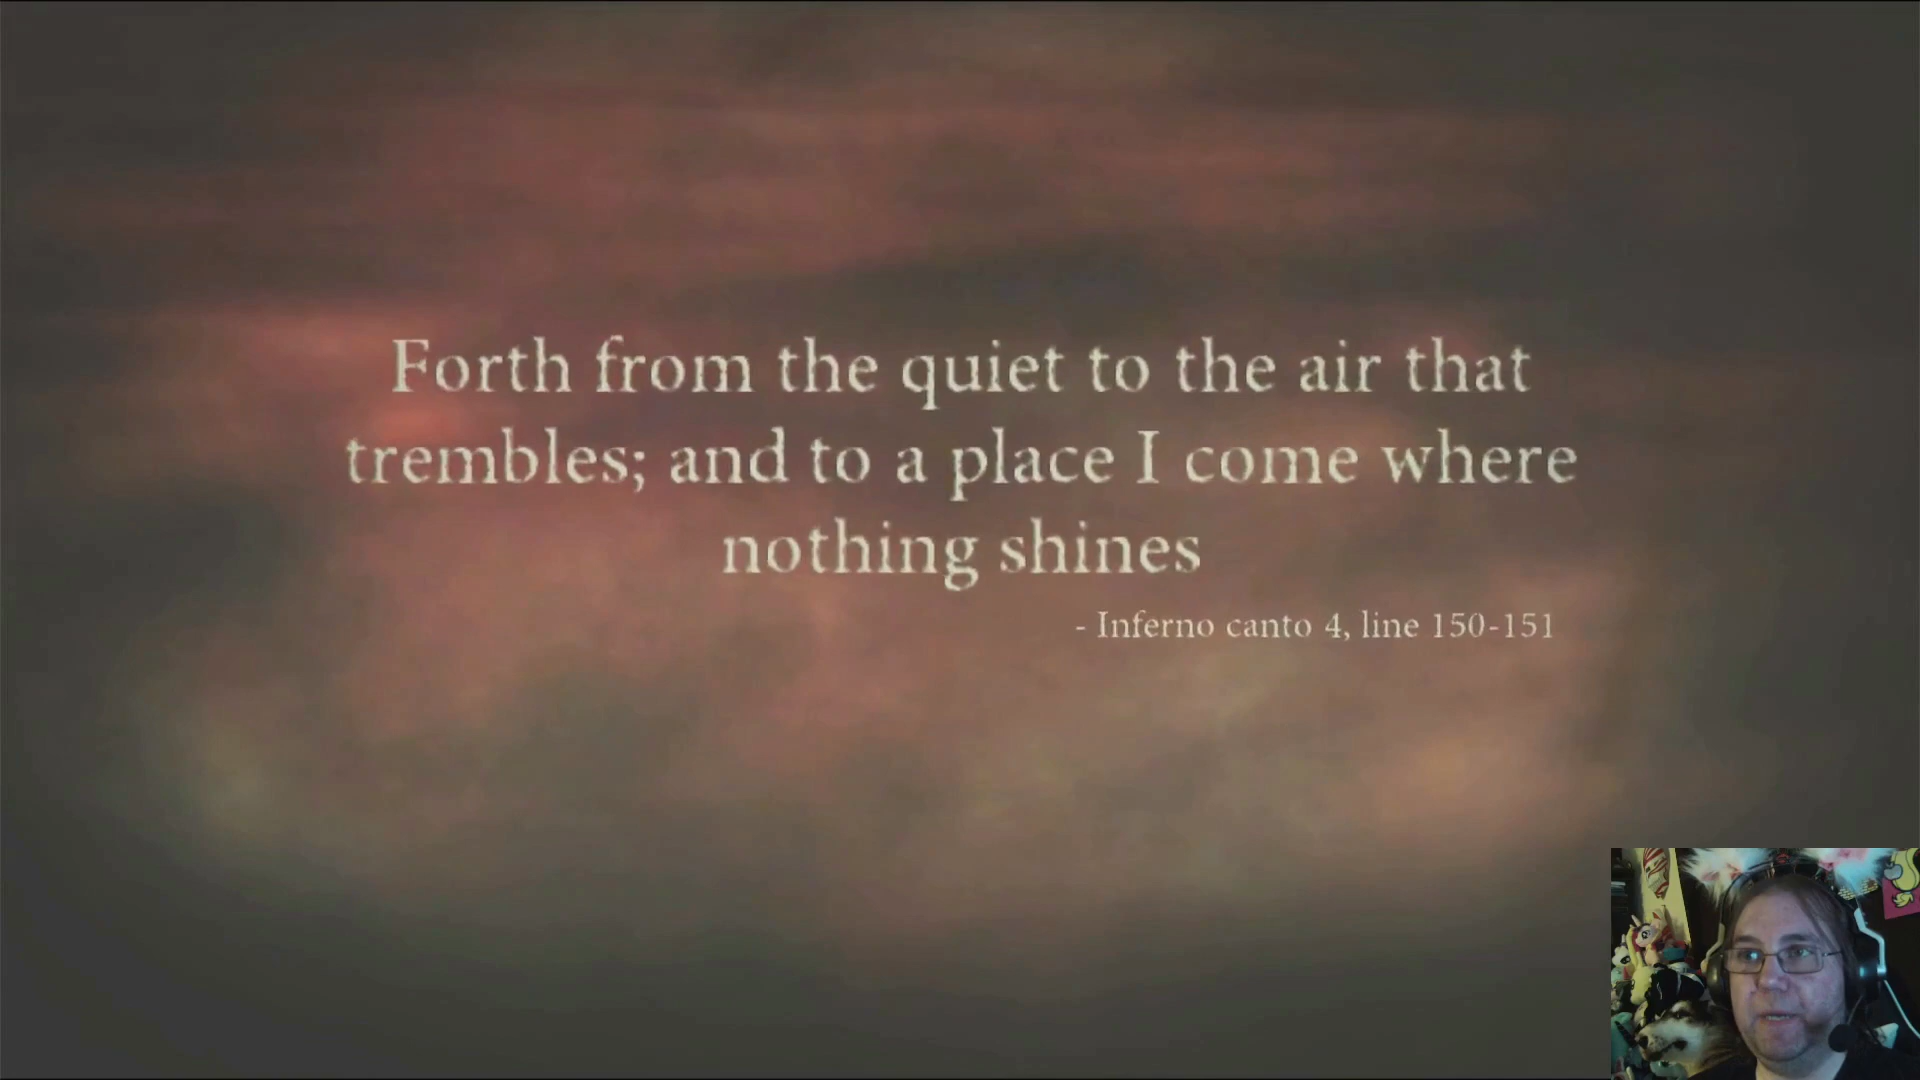 Forth from the quiet to the air that
trembles; and to a place I come where
nothing shines
- Inferno canto 4, line 150-151